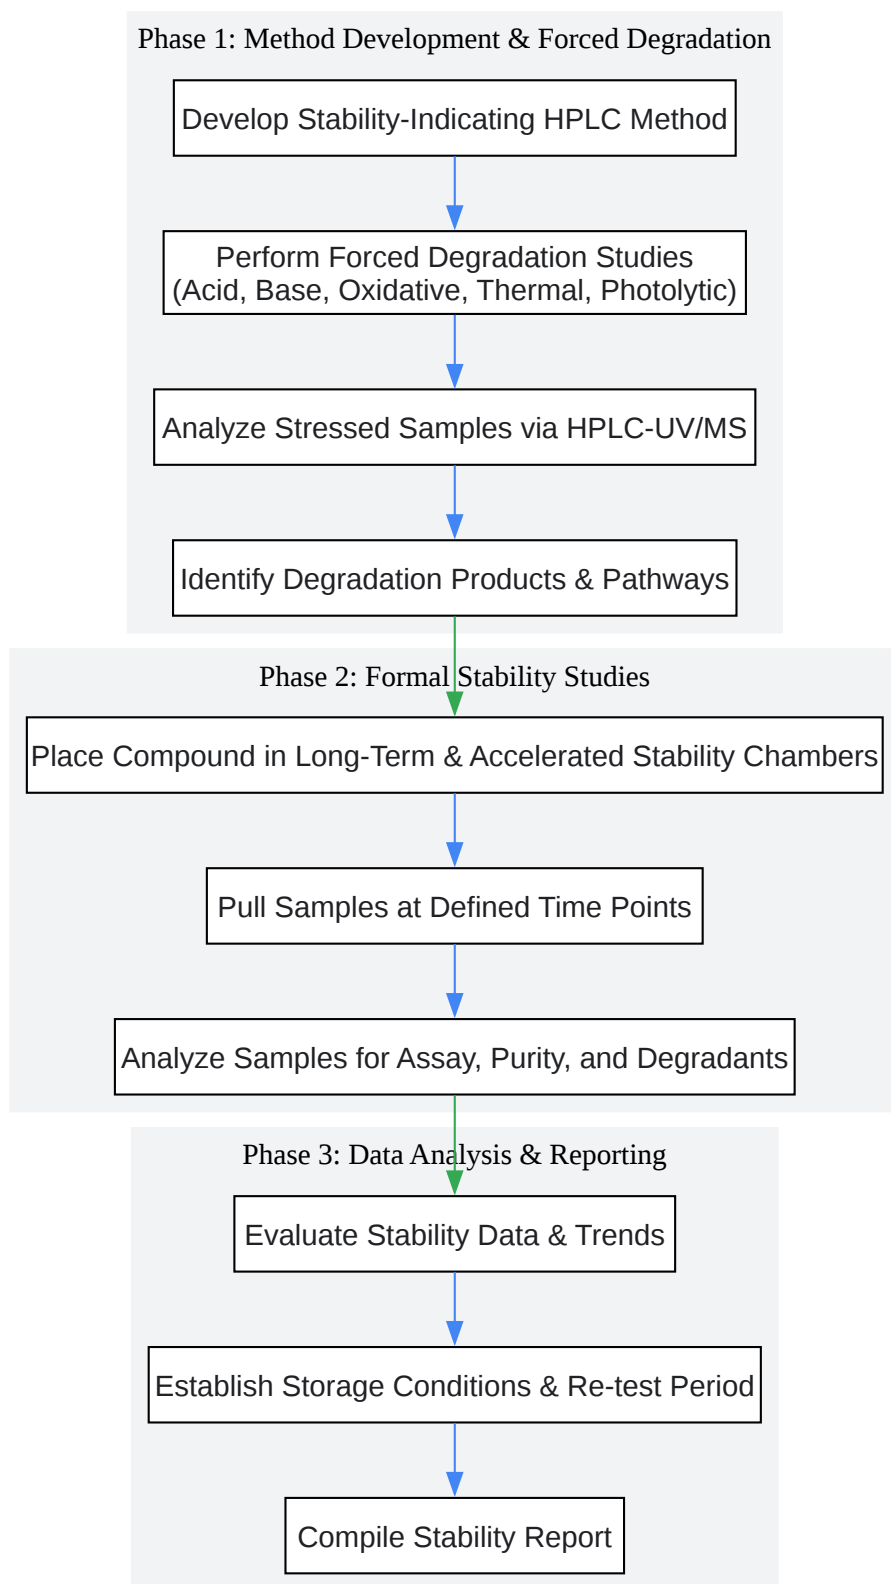 Phase 1: Method Development & Forced Degradation
Develop Stability-Indicating HPLC Method
Perform Forced Degradation Studies
(Acid, Base, Oxidative, Thermal, Photolytic)
Analyze Stressed Samples via HPLC-UV/MS
Identify Degradation Products & Pathways
Phase 2: Formal Stability Studies
Place Compound in Long-Term & Accelerated Stability Chambers
Pull Samples at Defined Time Points
Analyze Samples for Assay, Purity, and Degradants
Phase 3: Data Analysis & Reporting
Evaluate Stability Data & Trends
Establish Storage Conditions & Re-test Period
Compile Stability Report